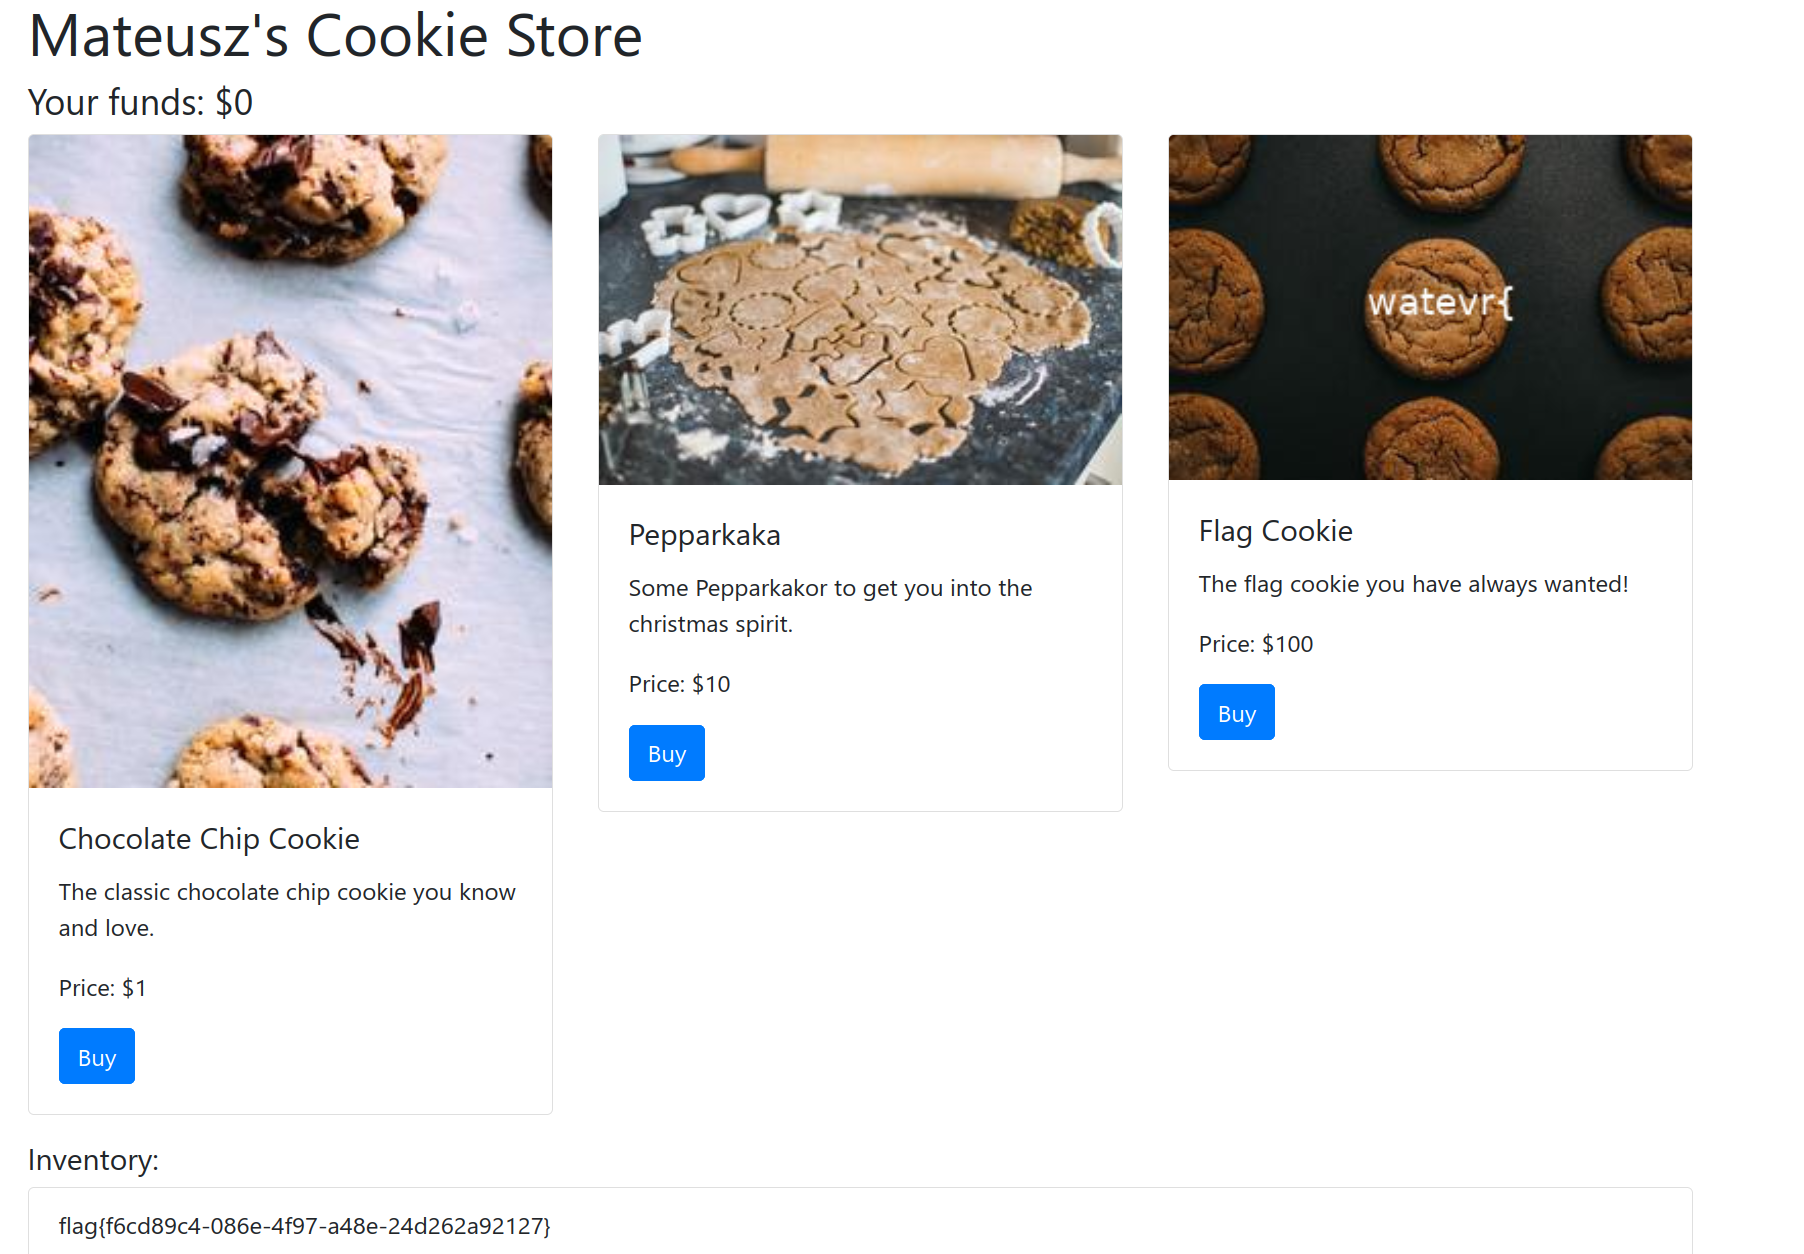 Mateusz's Cookie Store
Your funds: $0
Chocolate Chip Cookie
The classic chocolate chip cookie you know
and love.
Price: $1
Buy
Pepparkaka
Some Pepparkakor to get you into the
christmas spirit.
Price: $10
Buy
watevr{
Flag Cookie
The flag cookie you have always wanted!
Price: $100
Buy
Inventory:
flag{f6cd89c4-086e-4f97-a48e-24d262a92127}